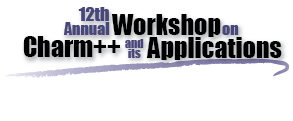 12th
Annual Workshop on
Charm++ and its Applications